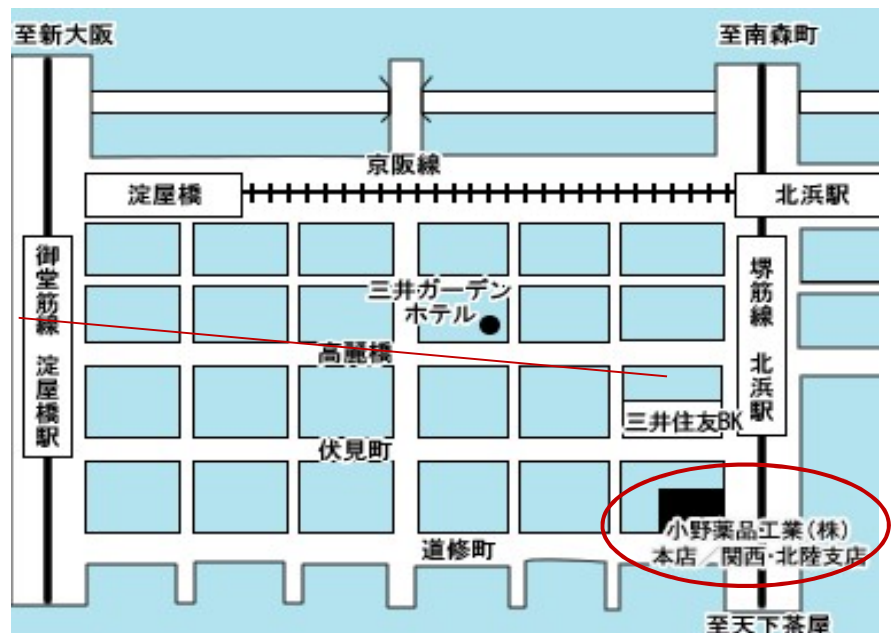 至新大阪
至南森町
京阪線
淀屋橋
北浜駅
御堂筋線 淀屋橋駅
堺筋線 北浜駅
三井ガーデン
ホテル
高麗橋
三井住友BK
伏見町
小野薬品工業(株)
本店／関西・北陸支店
道修町
至天下茶屋